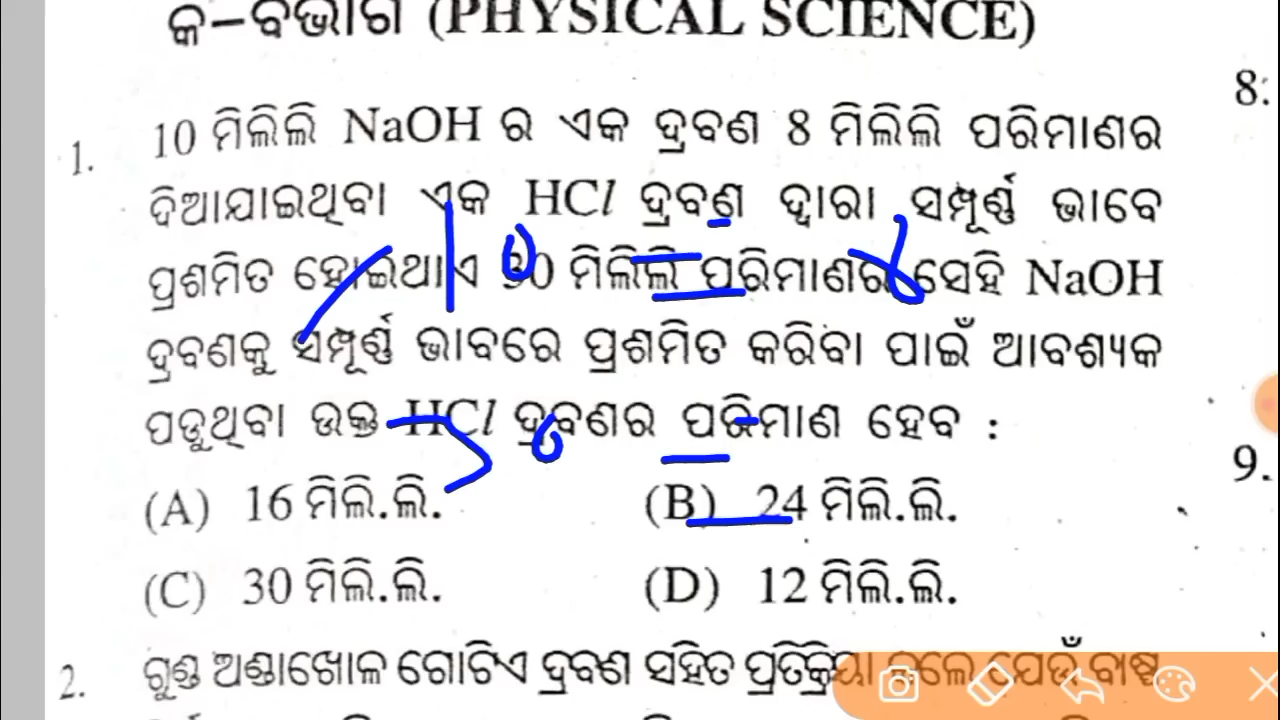 କ–ବିଭାଗ (PHYSICAL SCIENCE)
8.
1. 10 ମିଲିଲି NaOH ର ଏକ ଦ୍ରବଣ 8 ମିଲିଲି ପରିମାଣର
ଦିଆଯାଇଥିବା ଏକ HCl ଦ୍ରବଣ ଦ୍ୱାରା ସମ୍ପୂର୍ଣ୍ଣ ଭାବେ
ପ୍ରଶମିତ ହୋଇଥାଏ 30 ମିଲିଲି ପରିମାଣର ସେହି NaOH
ଦ୍ରବଣକୁ ସମ୍ପୂର୍ଣ୍ଣ ଭାବରେ ପ୍ରଶମିତ କରିବା ପାଇଁ ଆବଶ୍ୟକ
ପଡୁଥିବା ଉକ୍ତ HCl ଦ୍ରବଣର ପରିମାଣ ହେବ :
9.
(A) 16 ମିଲି.ଲି. (B) 24 ମିଲି.ଲି.
(C) 30 ମିଲି.ଲି. (D) 12 ମିଲି.ଲି.
2. ଗୁଣ୍ଡ ଅଣ୍ଡାଖୋଳ ଗୋଟିଏ ଦ୍ରବଣ ସହିତ ପ୍ରତିକ୍ରିୟା କଲେ ଯେଉଁ ବାଷ୍ପ